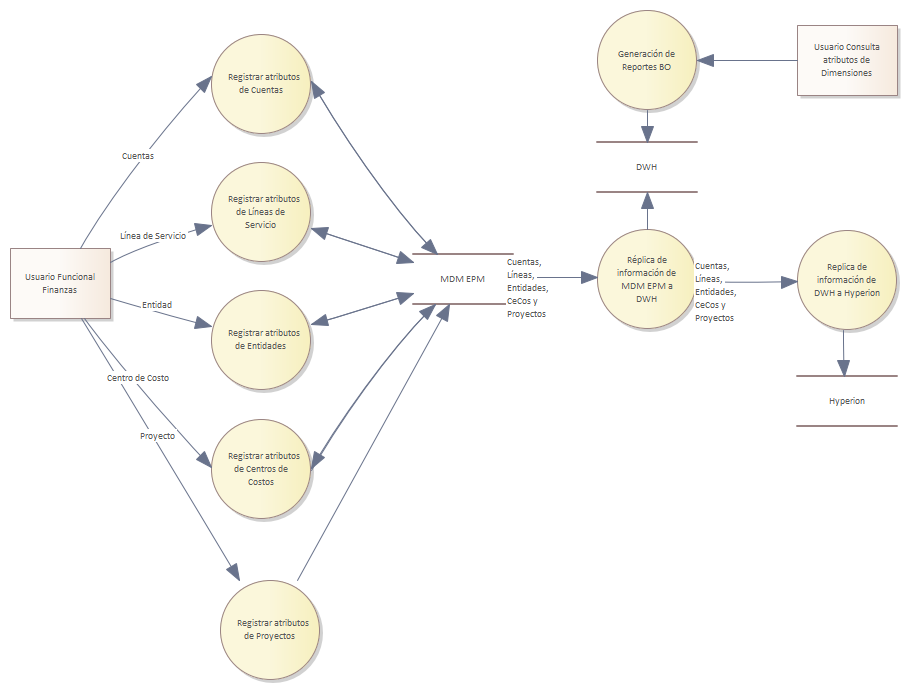 Registrar atributos
de Cuentas
Generación de
Reportes BO
Usuario Consulta
atributos de
Dimensiones
Cuentas
DWH
Registrar atributos
de Líneas de
Servicio
Línea de Servicio
Usuario Funcional
Finanzas
MDM EPM
Cuentas,
Líneas,
Entidades,
CeCos y
Proyectos
Réplica de
información de
MDM EPM a
DWH
Cuentas,
Líneas,
Entidades,
CeCos y
Proyectos
Replica de
información de
DWH a Hyperion
Entidad
Registrar atributos
de Entidades
Centro de Costo
Hyperion
Proyecto
Registrar atributos
de Centros de
Costos
Registrar atributos
de Proyectos